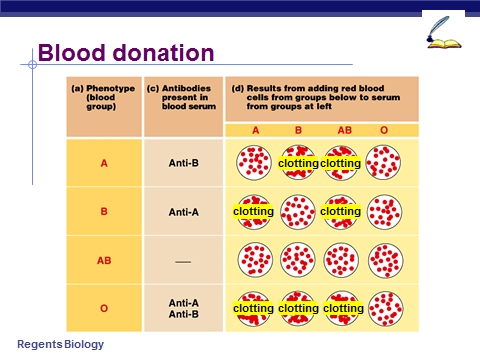 Blood donation
(a) Phenotype (blood group)
(c) Antibodies present in blood serum
(d) Results from adding red blood cells from groups below to serum from groups at left
A B AB O
A Anti-B clotting clotting
B Anti-A clotting clotting
AB —
O Anti-A Anti-B clotting clotting clotting
Regents Biology